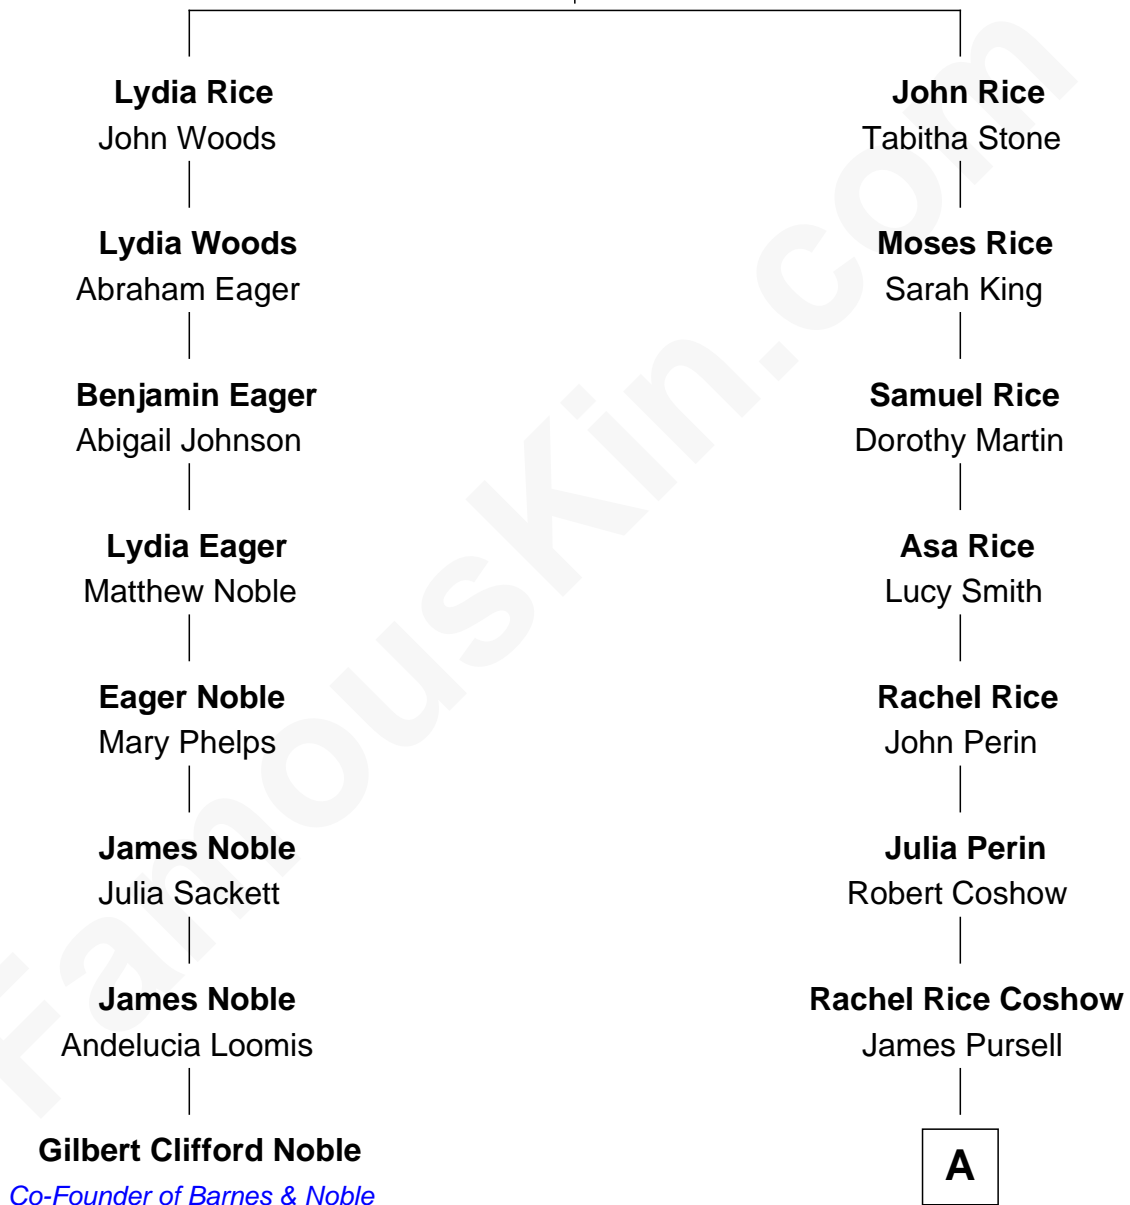 Lydia Rice
John Woods
Lydia Woods
Abraham Eager
Benjamin Eager
Abigail Johnson
Lydia Eager
Matthew Noble
Eager Noble
Mary Phelps
James Noble
Julia Sackett
James Noble
Andelucia Loomis
Gilbert Clifford Noble
Co-Founder of Barnes & Noble
John Rice
Tabitha Stone
Moses Rice
Sarah King
Samuel Rice
Dorothy Martin
Asa Rice
Lucy Smith
Rachel Rice
John Perin
Julia Perin
Robert Coshow
Rachel Rice Coshow
James Pursell
A
FamousKin.com